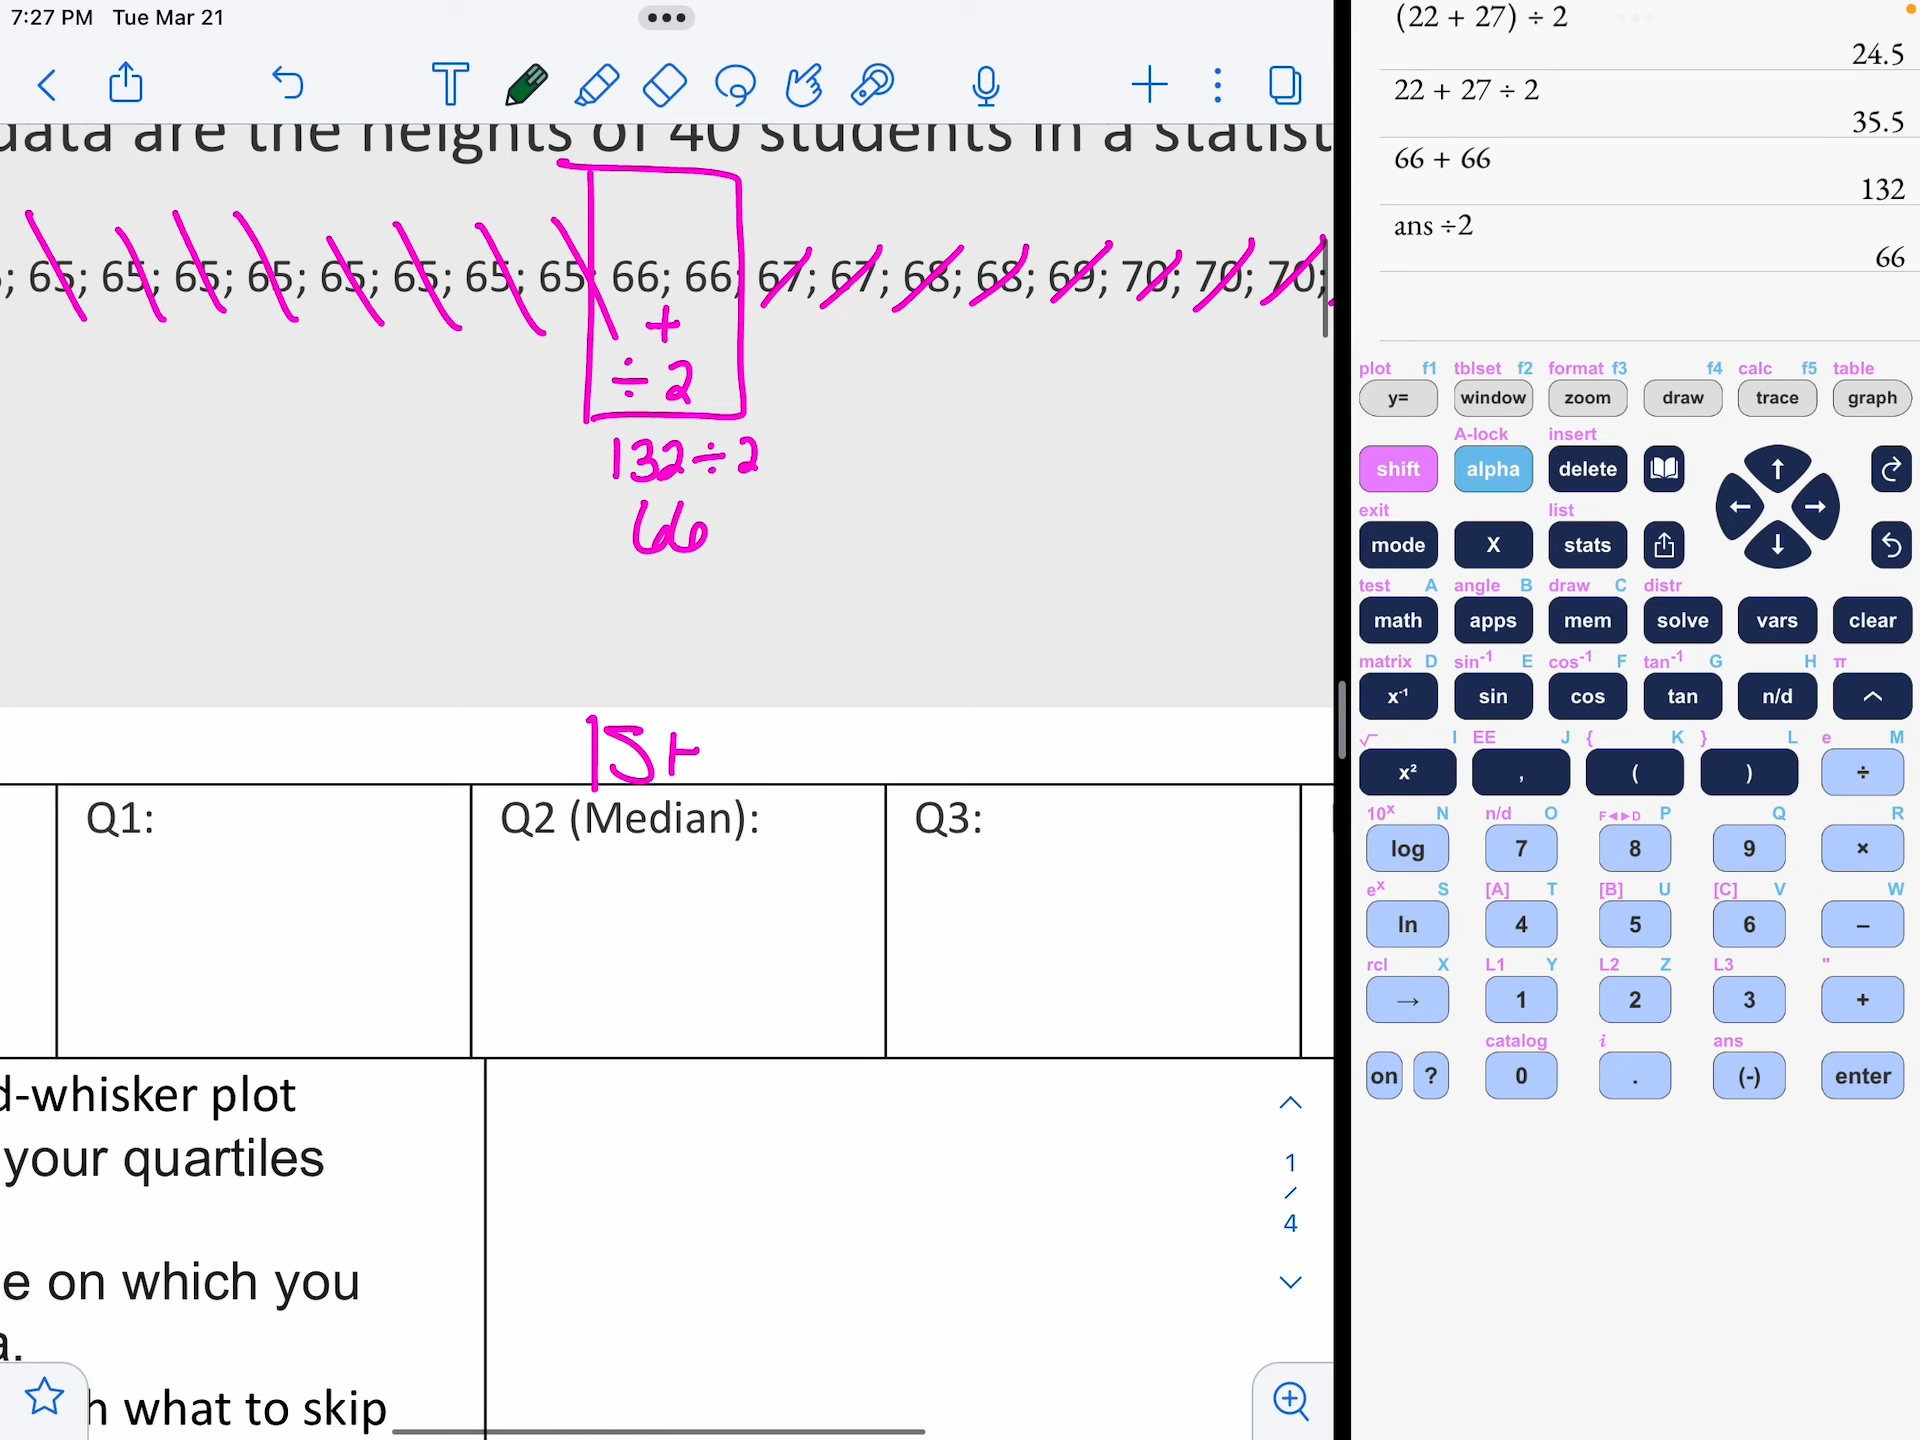 7:27 PM Tue Mar 21
T
data are the heights of 40 students in a statist
; 65; 65; 65; 65; 65; 65; 65; 65; 66; 66; 67; 67; 68; 68; 69; 70; 70; 70;
+
÷ 2
132÷2
66
1st
Q1: Q2 (Median): Q3:
d-whisker plot
your quartiles
e on which you
a.
h what to skip
1
/
4
(22 + 27) ÷ 2
24.5
22 + 27 ÷ 2
35.5
66 + 66
132
ans ÷2
66
plot f1 tblset f2 format f3 f4 calc f5 table
y= window zoom draw trace graph
A-lock insert
shift alpha delete
exit list
mode X stats
test A angle B draw C distr
math apps mem solve vars clear
matrix D sin⁻¹ E cos⁻¹ F tan⁻¹ G H π
x⁻¹ sin cos tan n/d ^
√ I EE J { K } L e M
x² , ( ) ÷
10ˣ N n/d O F◄►D P Q R
log 7 8 9 ×
eˣ S [A] T [B] U [C] V W
ln 4 5 6 −
rcl X L1 Y L2 Z L3 "
→ 1 2 3 +
catalog i ans
on ? 0 . (-) enter